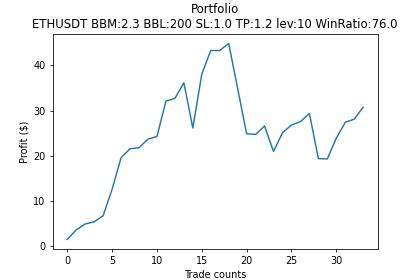 Portfolio
ETHUSDT BBM:2.3 BBL:200 SL:1.0 TP:1.2 lev:10 WinRatio:76.0
40
30
20
10
0
Profit ($)
0 5 10 15 20 25 30
Trade counts